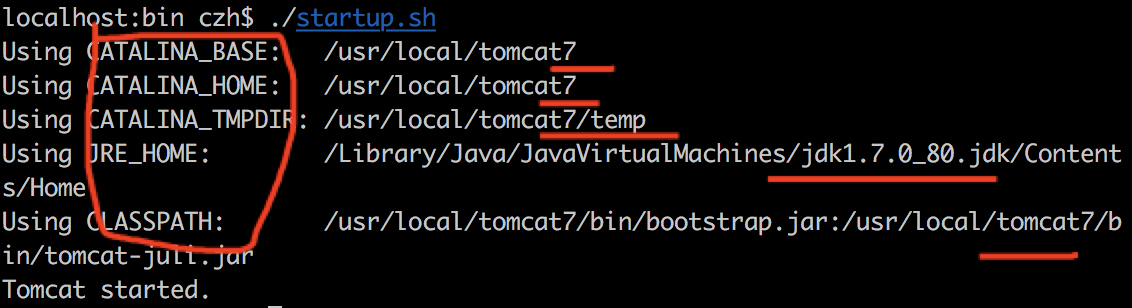 localhost:bin czh$ ./startup.sh
Using CATALINA_BASE:   /usr/local/tomcat7
Using CATALINA_HOME:   /usr/local/tomcat7
Using CATALINA_TMPDIR: /usr/local/tomcat7/temp
Using JRE_HOME:        /Library/Java/JavaVirtualMachines/jdk1.7.0_80.jdk/Content
s/Home
Using CLASSPATH:       /usr/local/tomcat7/bin/bootstrap.jar:/usr/local/tomcat7/b
in/tomcat-juli.jar
Tomcat started.